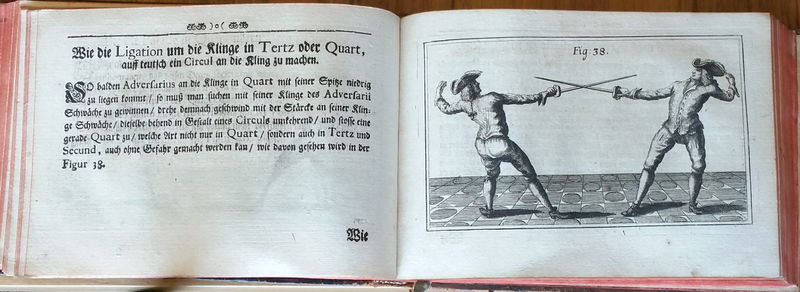 )o(
Wie die Ligation um die Klinge in Tertz oder Quart,
auff teutsch ein Circul an die Kling zu machen.
SO balden Adversarius an die Klinge in Quart mit seiner Spitze niedrig
zu liegen kommt / so muß man suchen mit seiner Klinge des Adversarii
Schwäche zu gewinnen / drehe demnach geschwind mit der Stärcke an seiner Klin-
ge Schwäche / dieselbe behend in Gestalt eines Circuls umkehrend / und stosse eine
gerade Quart zu / welche Art nicht nur in Quart / sondern auch in Tertz und
Secund, auch ohne Gefahr gemacht werden kan / wie davon gesehen wird in der
Figur 38.
Wie
Fig: 38.